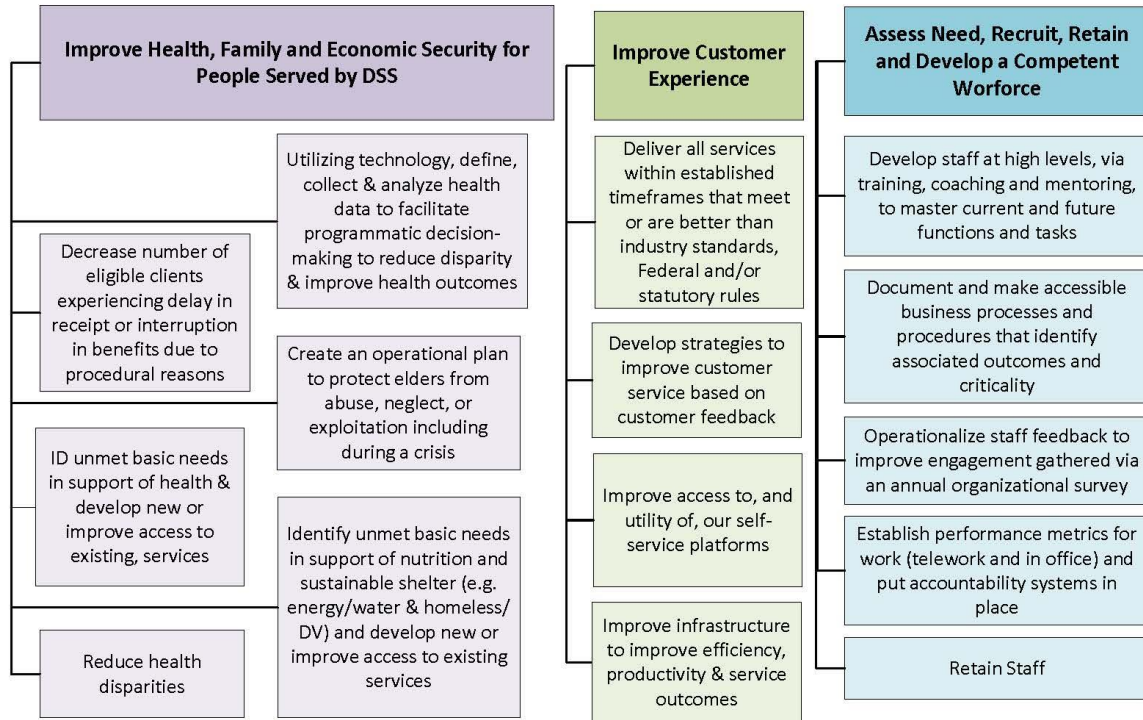 Improve Health, Family and Economic Security for
People Served by DSS
Utilizing technology, define,
collect & analyze health
data to facilitate
programmatic decision-
making to reduce disparity
& improve health outcomes
Decrease number of
eligible clients
experiencing delay in
receipt or interruption
in benefits due to
procedural reasons
Create an operational plan
to protect elders from
abuse, neglect, or
exploitation including
during a crisis
ID unmet basic needs
in support of health &
develop new or
improve access to
existing, services
Identify unmet basic needs
in support of nutrition and
sustainable shelter (e.g.
energy/water & homeless/
DV) and develop new or
improve access to existing
services
Reduce health
disparities
Improve Customer
Experience
Deliver all services
within established
timeframes that meet
or are better than
industry standards,
Federal and/or
statutory rules
Develop strategies to
improve customer
service based on
customer feedback
Improve access to, and
utility of, our self-
service platforms
Improve infrastructure
to improve efficiency,
productivity & service
outcomes
Assess Need, Recruit, Retain
and Develop a Competent
Worforce
Develop staff at high levels, via
training, coaching and mentoring,
to master current and future
functions and tasks
Document and make accessible
business processes and
procedures that identify
associated outcomes and
criticality
Operationalize staff feedback to
improve engagement gathered via
an annual organizational survey
Establish performance metrics for
work (telework and in office) and
put accountability systems in
place
Retain Staff